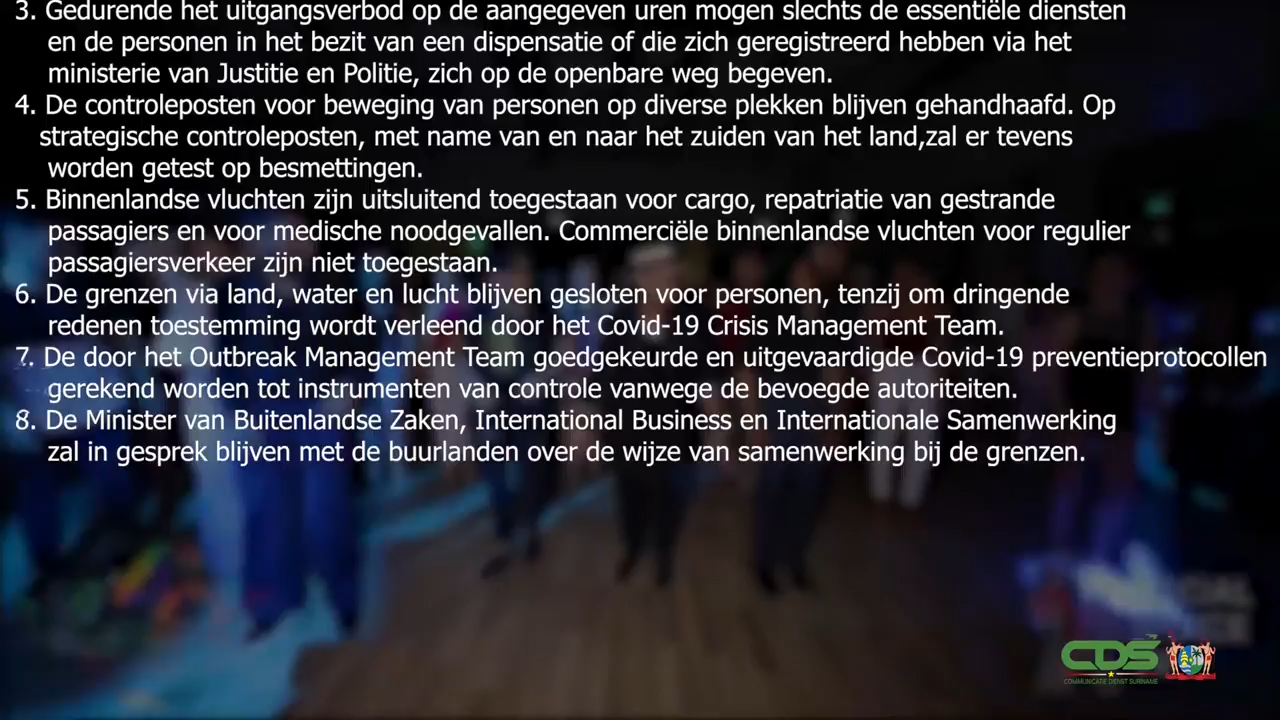 3. Gedurende het uitgangsverbod op de aangegeven uren mogen slechts de essentiële diensten
en de personen in het bezit van een dispensatie of die zich geregistreerd hebben via het
ministerie van Justitie en Politie, zich op de openbare weg begeven.
4. De controleposten voor beweging van personen op diverse plekken blijven gehandhaafd. Op
strategische controleposten, met name van en naar het zuiden van het land,zal er tevens
worden getest op besmettingen.
5. Binnenlandse vluchten zijn uitsluitend toegestaan voor cargo, repatriatie van gestrande
passagiers en voor medische noodgevallen. Commerciële binnenlandse vluchten voor regulier
passagiersverkeer zijn niet toegestaan.
6. De grenzen via land, water en lucht blijven gesloten voor personen, tenzij om dringende
redenen toestemming wordt verleend door het Covid-19 Crisis Management Team.
7. De door het Outbreak Management Team goedgekeurde en uitgevaardigde Covid-19 preventieprotocollen
gerekend worden tot instrumenten van controle vanwege de bevoegde autoriteiten.
8. De Minister van Buitenlandse Zaken, International Business en Internationale Samenwerking
zal in gesprek blijven met de buurlanden over de wijze van samenwerking bij de grenzen.
CDS
COMMUNICATIE DIENST SURINAME